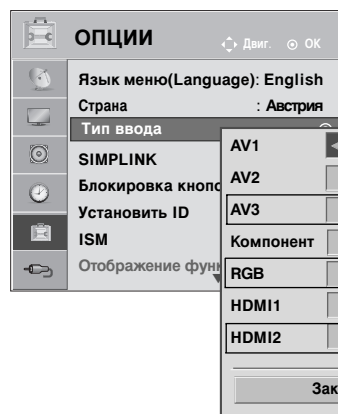 ОПЦИИ
Двиг. OK
Язык меню(Language): English
Страна : Австрия
Тип ввода
SIMPLINK
Блокировка кнопо
Установить ID
ISM
Отображение фун
AV1
AV2
AV3
Компонент
RGB
HDMI1
HDMI2
Зак